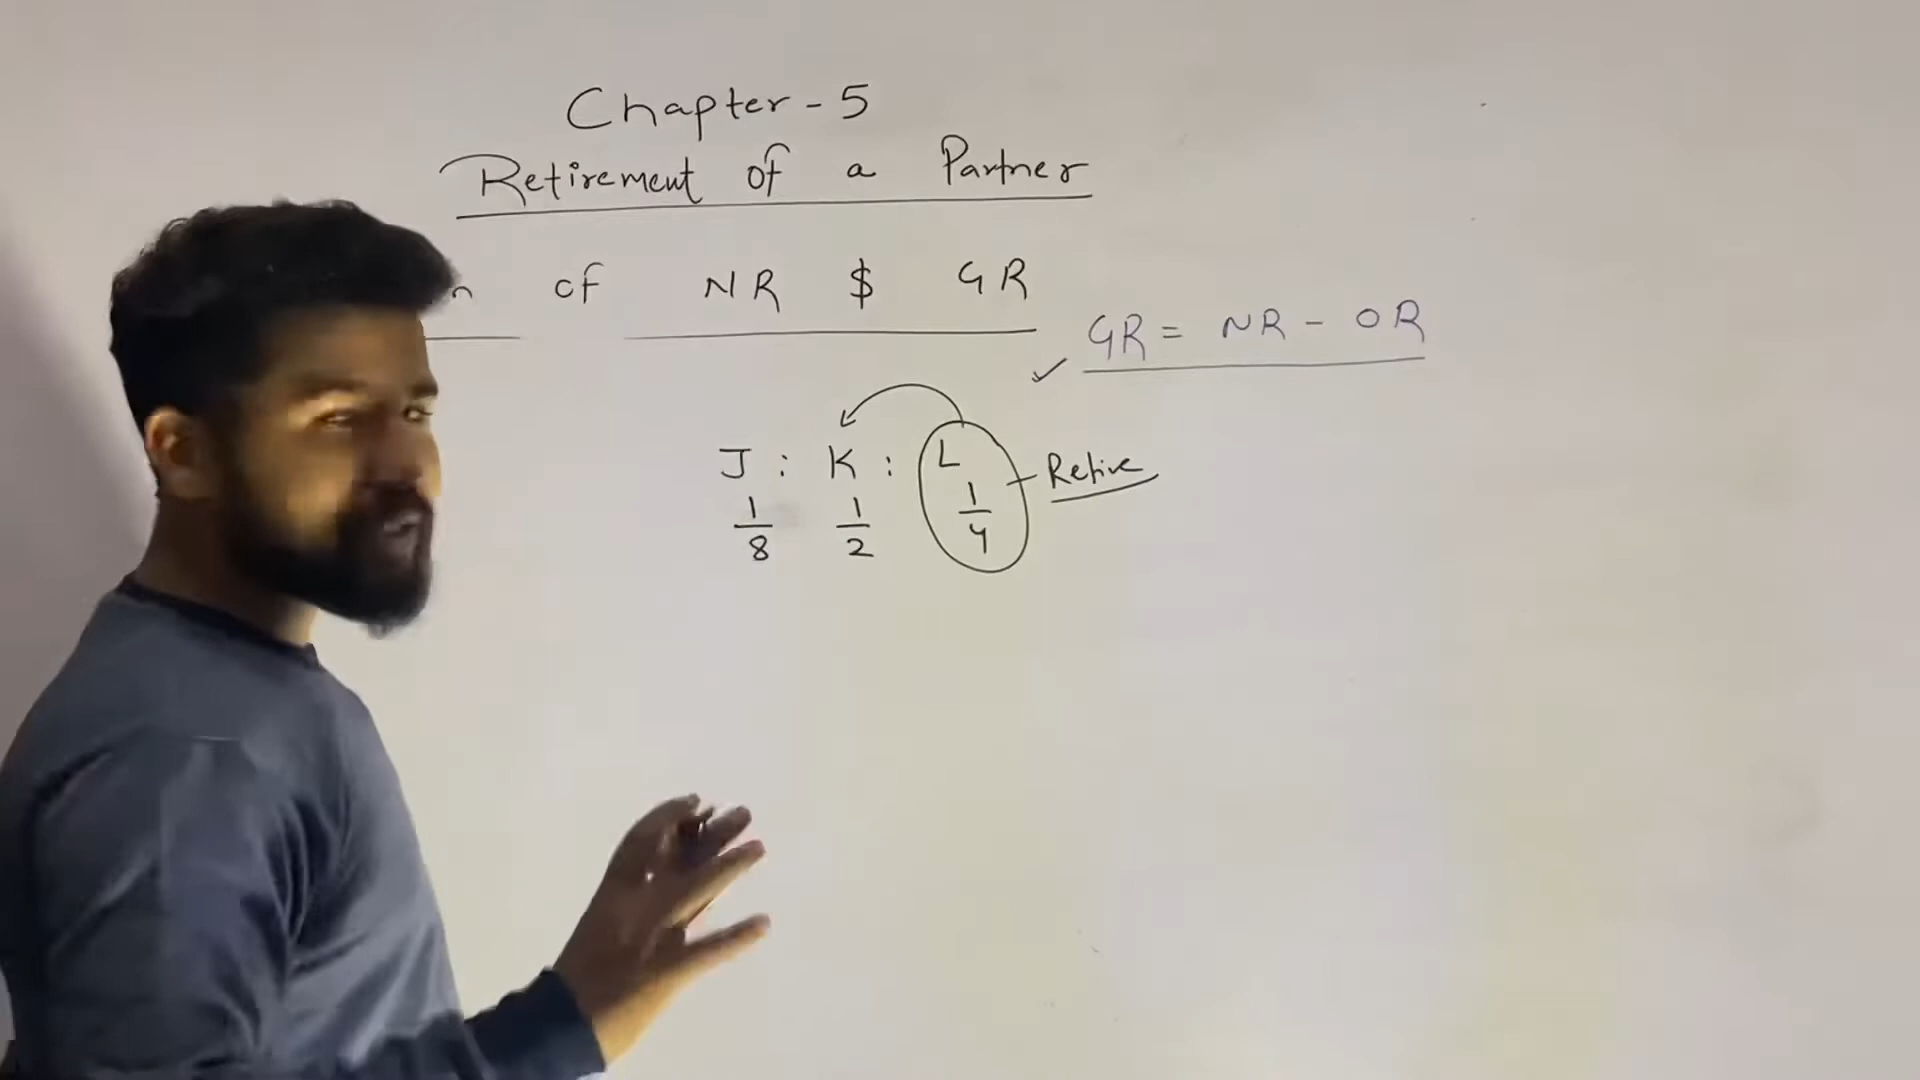 Chapter - 5
Retirement of a Partner
n of NR $ GR
GR = NR - OR
J : K : L Retire
1/8 1/2 1/4